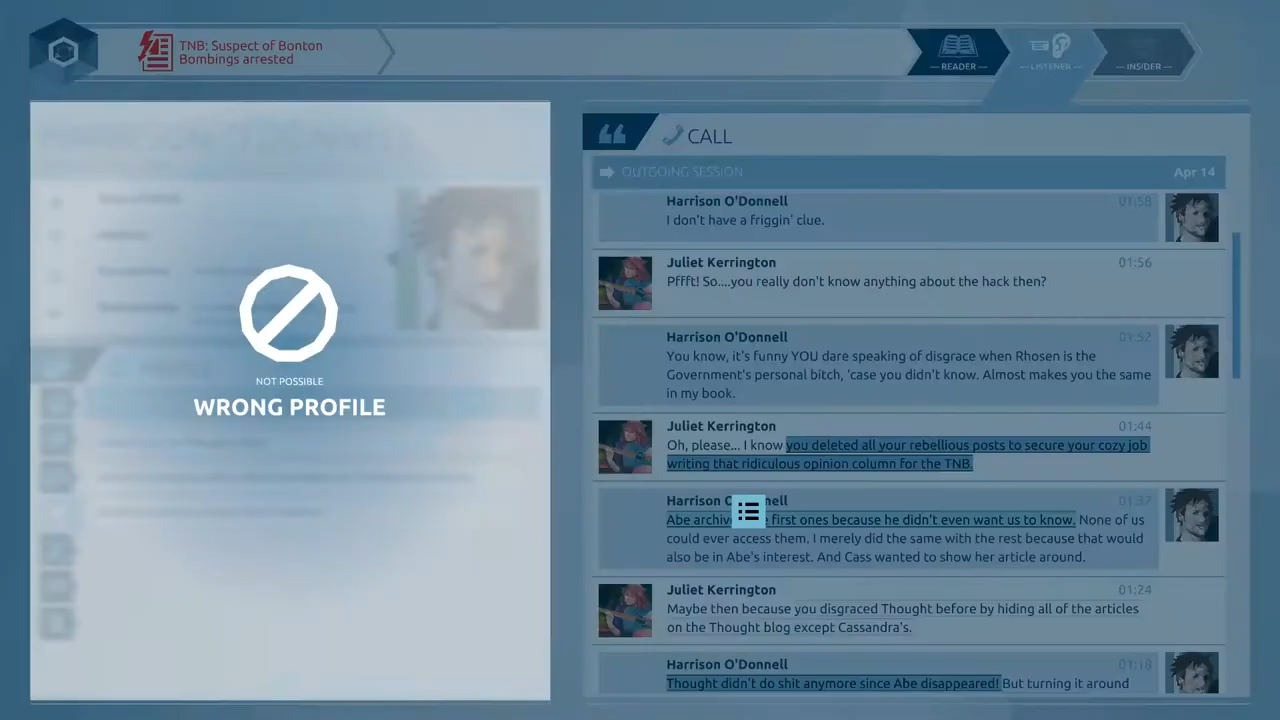 TNB: Suspect of Bonton
Bombings arrested
READER
LISTENER
INSIDER
CALL
OUTGOING SESSION
Apr 14
Harrison O'Donnell
01:58
I don't have a friggin' clue.
Juliet Kerrington
01:56
Pffft! So....you really don't know anything about the hack then?
Harrison O'Donnell
01:52
You know, it's funny YOU dare speaking of disgrace when Rhosen is the
Government's personal bitch, 'case you didn't know. Almost makes you the same
in my book.
Juliet Kerrington
01:44
Oh, please... I know you deleted all your rebellious posts to secure your cozy job
writing that ridiculous opinion column for the TNB.
Harrison
01:37
Abe first ones because he didn't even want us to know. None of us
could ever access them. I merely did the same with the rest because that would
also be in Abe's interest. And Cass wanted to show her article around.
Juliet Kerrington
01:24
Maybe then because you disgraced Thought before by hiding all of the articles
on the Thought blog except Cassandra's.
Harrison O'Donnell
01:18
Thought didn't do shit anymore since Abe disappeared! But turning it around
NOT POSSIBLE
WRONG PROFILE